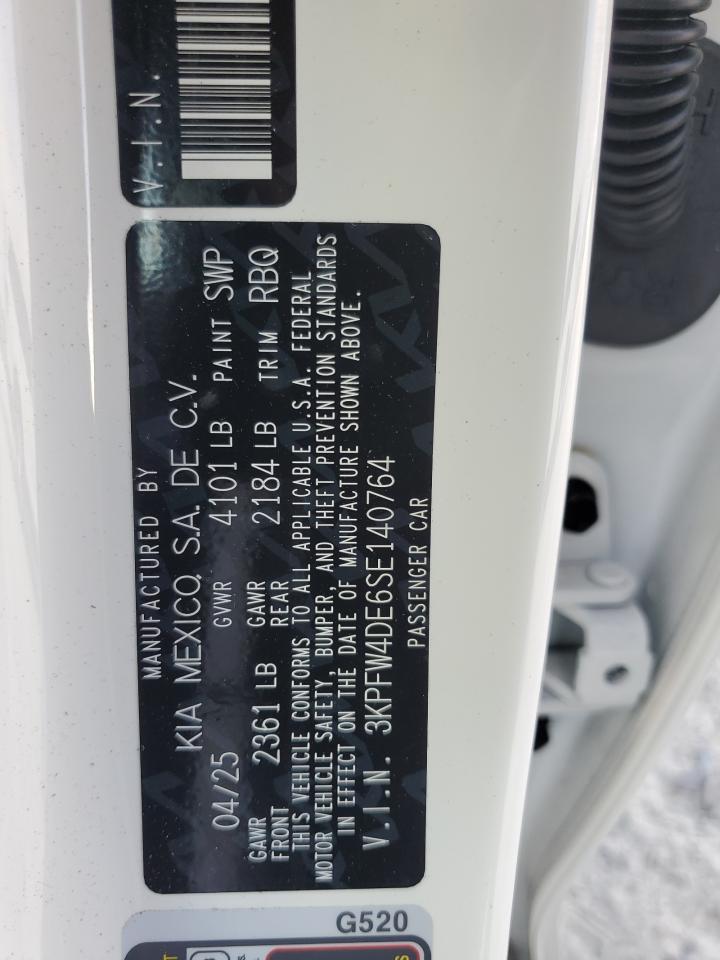 V.I.N.
MANUFACTURED BY
KIA MEXICO, S.A. DE C.V.
04/25 GVWR 4101 LB PAINT SWP
GAWR FRONT 2361 LB GAWR REAR 2184 LB TRIM RBQ
THIS VEHICLE CONFORMS TO ALL APPLICABLE U.S.A. FEDERAL
MOTOR VEHICLE SAFETY, BUMPER, AND THEFT PREVENTION STANDARDS
IN EFFECT ON THE DATE OF MANUFACTURE SHOWN ABOVE.
V.I.N. 3KPFW4DE6SE140764
PASSENGER CAR
G520